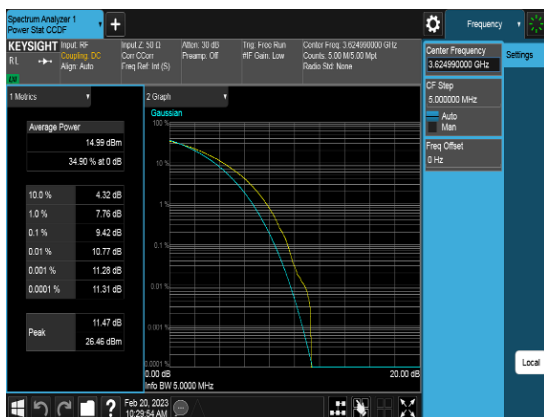 Spectrum Analyzer 1
Power Stat CCDF
Frequency
KEYSIGHT
Input: RF
Input Z: 50 Ω
Atten: 30 dB
Trig: Free Run
Center Freq: 3.624990000 GHz
RL
Coupling: DC
Corr CCorr
Preamp: Off
#IF Gain: Low
Counts: 5.00 M/5.00 Mpt
Align: Auto
Freq Ref: Int (S)
Radio Std: None
Center Frequency
3.624990000 GHz
Settings
CF Step
5.000000 MHz
Auto
Man
Freq Offset
0 Hz
1 Metrics
2 Graph
Gaussian
Average Power
14.99 dBm
34.90 % at 0 dB
10.0 % 4.32 dB
1.0 % 7.76 dB
0.1 % 9.42 dB
0.01 % 10.77 dB
0.001 % 11.28 dB
0.0001 % 11.31 dB
Peak
11.47 dB
26.46 dBm
100 %
10 %
1 %
0.1 %
0.01 %
0.001 %
0.0001 %
0.00 dB
20.00 dB
Info BW 5.0000 MHz
Local
Feb 20, 2023
10:29:54 AM